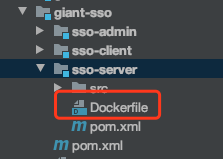 giant-sso
sso-admin
sso-client
sso-server
src
Dockerfile
pom.xml
pom.xml